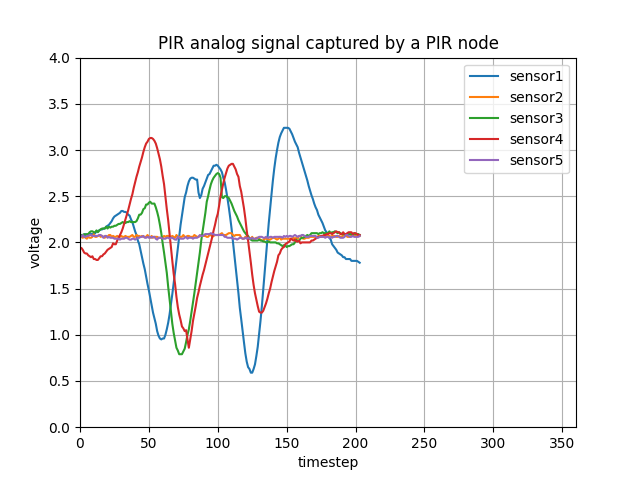 PIR analog signal captured by a PIR node
4.0
3.5
3.0
2.5
2.0
1.5
1.0
0.5
0.0
voltage
sensor1
sensor2
sensor3
sensor4
sensor5
0 50 100 150 200 250 300 350
timestep